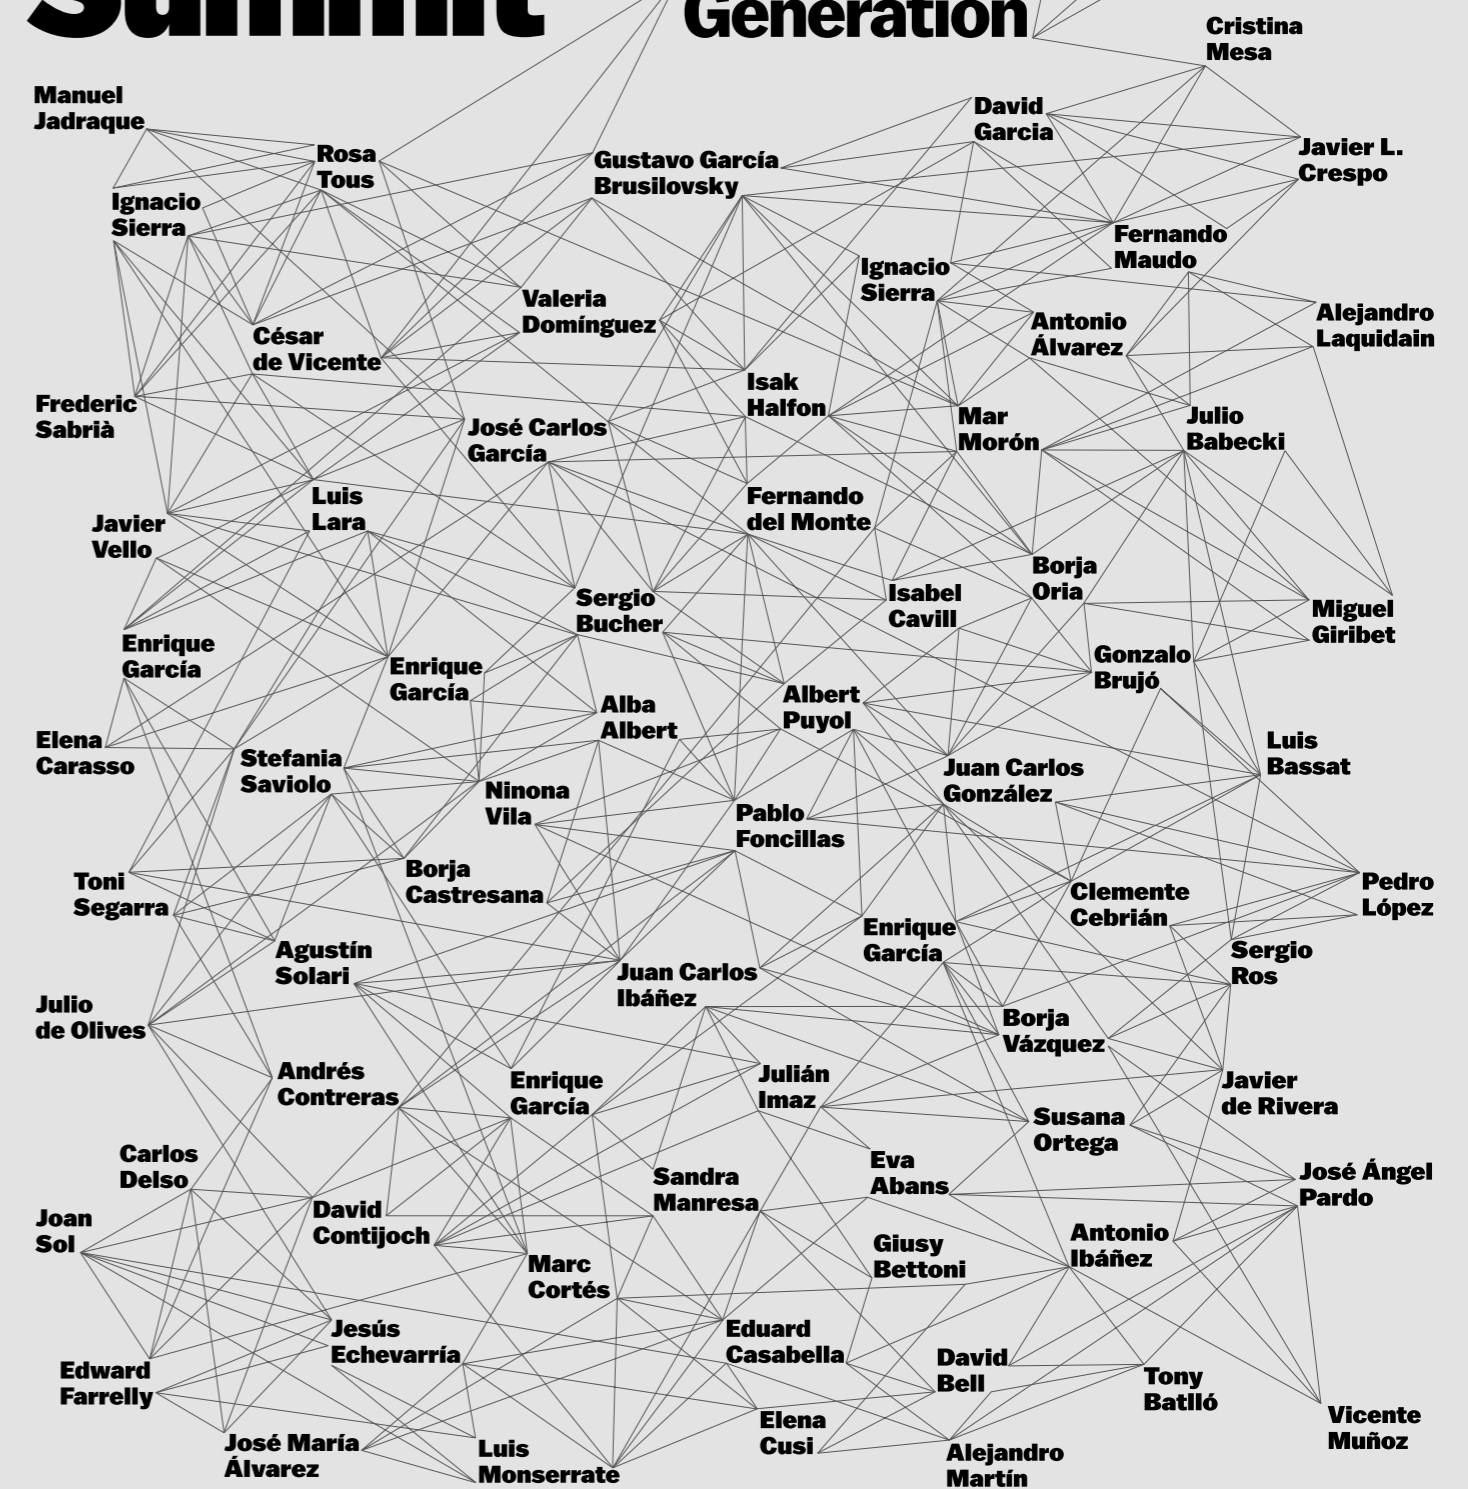 Summit
Generation
Cristina
Mesa
Manuel
Jadraque
David
Garcia
Javier L.
Crespo
Rosa
Tous
Gustavo García
Brusilovsky
Ignacio
Sierra
Fernando
Maudo
Ignacio
Sierra
Valeria
Domínguez
Antonio
Álvarez
Alejandro
Laquidain
César
de Vicente
Isak
Halfon
Frederic
Sabrià
José Carlos
García
Mar
Morón
Julio
Babecki
Luis
Lara
Fernando
del Monte
Javier
Vello
Borja
Oria
Sergio
Bucher
Isabel
Cavill
Miguel
Giribet
Enrique
García
Enrique
García
Gonzalo
Brujó
Alba
Albert
Albert
Puyol
Elena
Carasso
Stefania
Saviolo
Luis
Bassat
Juan Carlos
González
Ninona
Vila
Pablo
Foncillas
Toni
Segarra
Borja
Castresana
Clemente
Cebrián
Pedro
López
Enrique
García
Agustín
Solari
Sergio
Ros
Juan Carlos
Ibáñez
Julio
de Olives
Borja
Vázquez
Andrés
Contreras
Enrique
García
Julián
Imaz
Javier
de Rivera
Susana
Ortega
Carlos
Delso
Eva
Abans
Sandra
Manresa
José Ángel
Pardo
Joan
Sol
David
Contijoch
Antonio
Ibáñez
Giusy
Bettoni
Marc
Cortés
Jesús
Echevarría
Eduard
Casabella
Edward
Farrelly
David
Bell
Tony
Batlló
Elena
Cusi
Vicente
Muñoz
José María
Álvarez
Luis
Monserrate
Alejandro
Martín